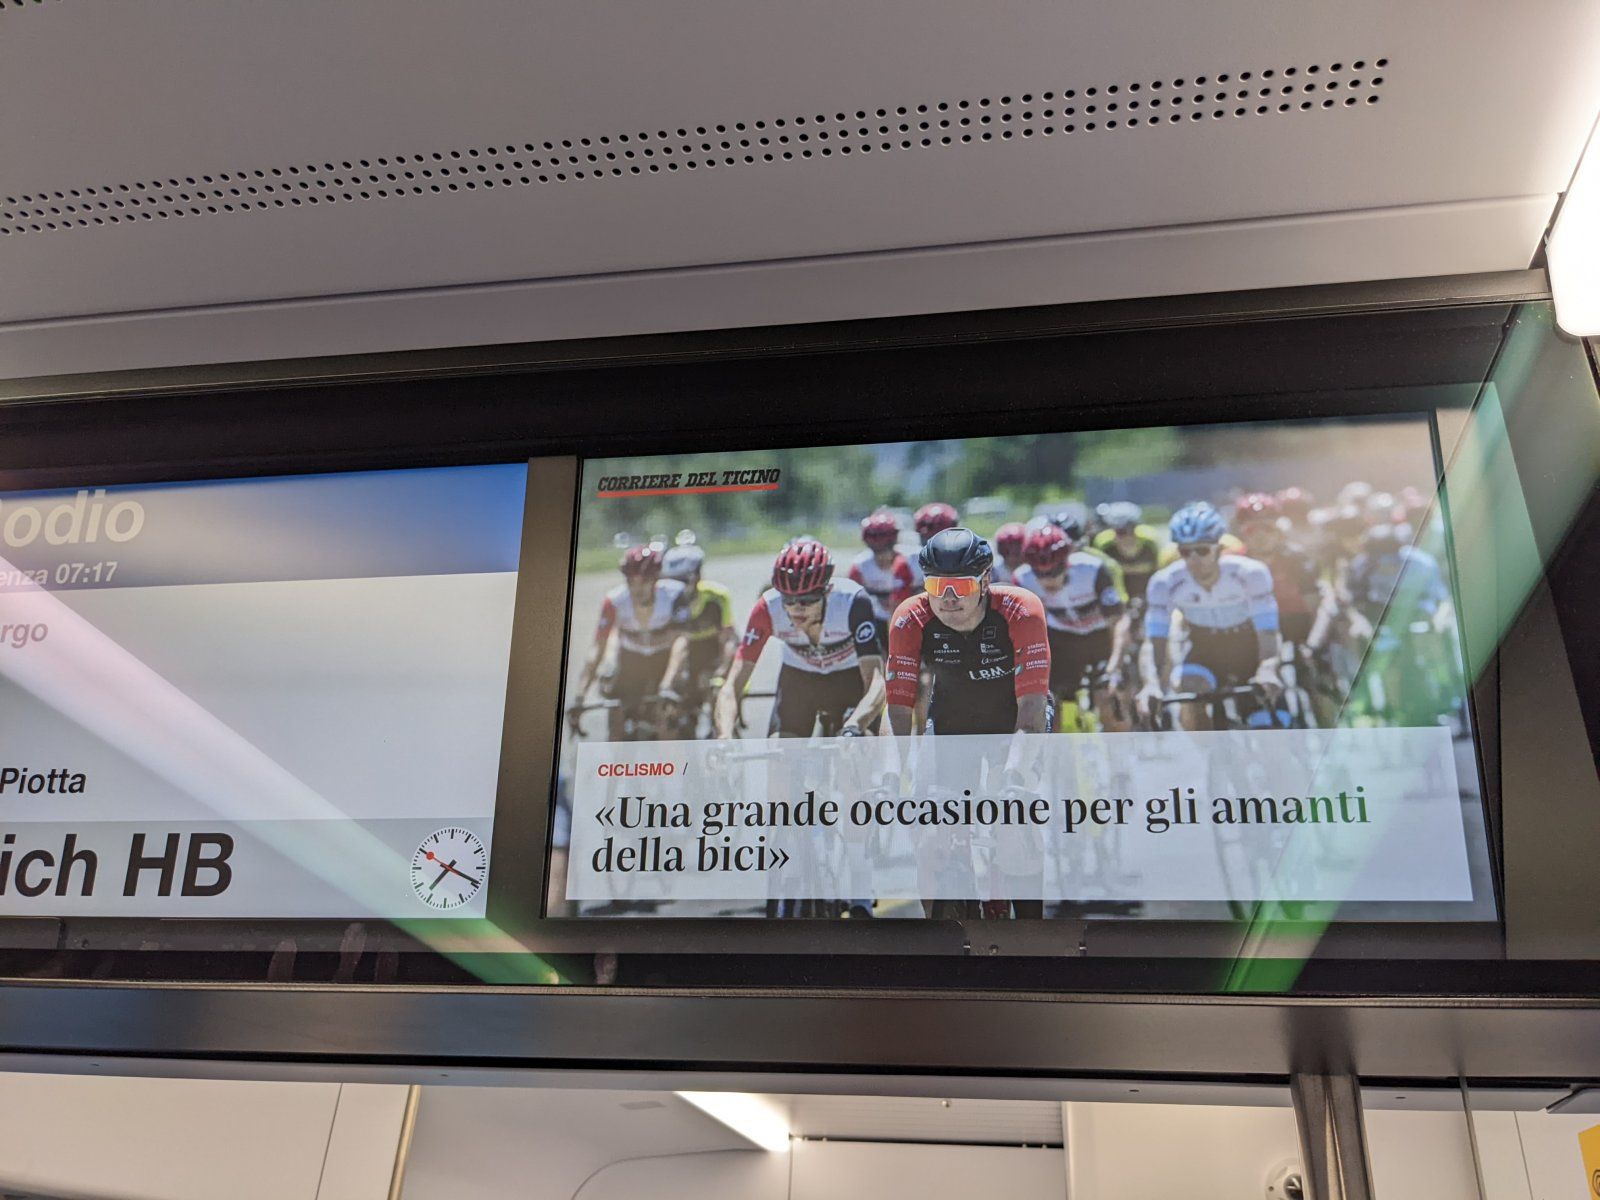 odio
enza 07:17
rgo
Piotta
ich HB
CORRIERE DEL TICINO
LBM
CICLISMO /
«Una grande occasione per gli amanti
della bici»